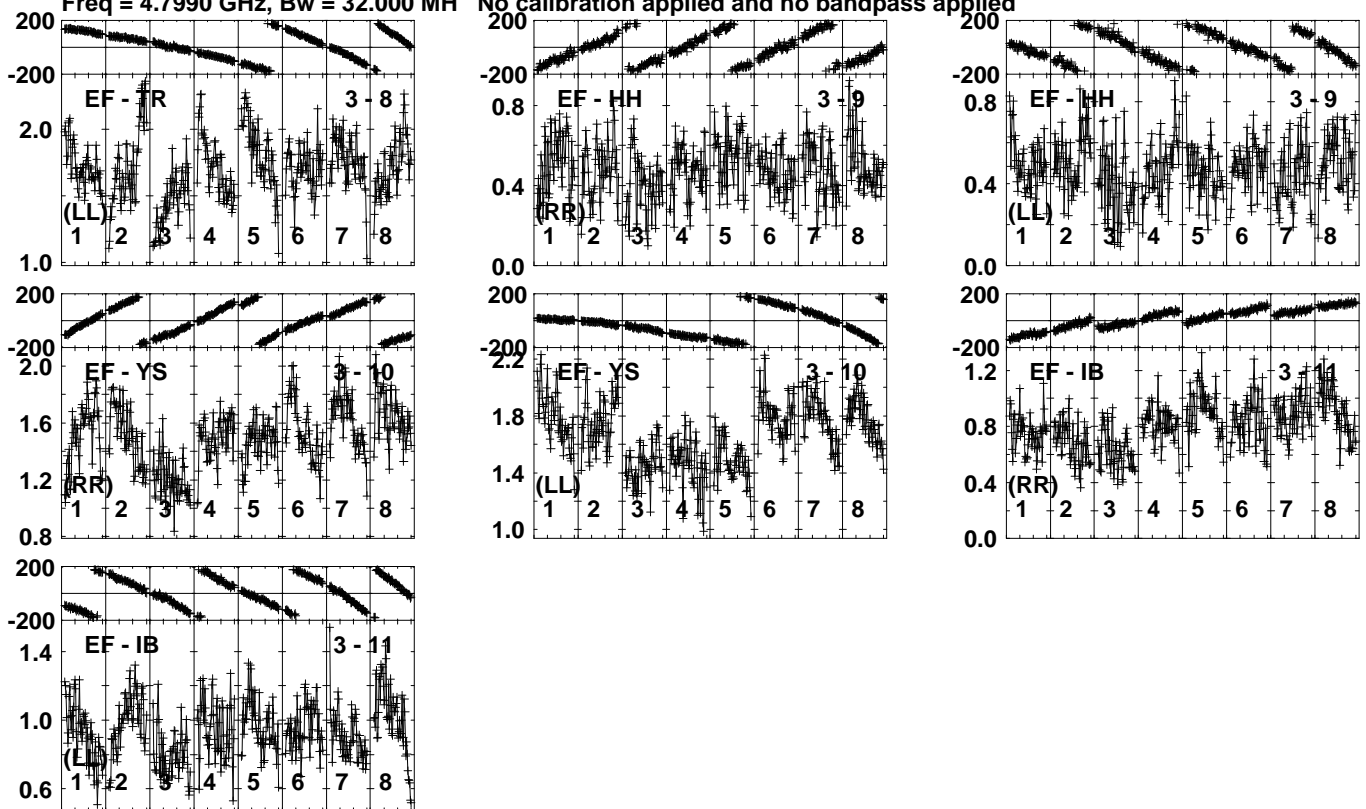 Freq = 4.7990 GHz, Bw = 32.000 MH No calibration applied and no bandpass applied
200
-200
EF - TR 3 - 8
2.0
(LL)
1 2 3 4 5 6 7 8
1.0
200
-200
EF - HH 3 - 9
0.8
0.4
(RR)
1 2 3 4 5 6 7 8
0.0
200
-200
EF - HH 3 - 9
0.8
0.4
(LL)
1 2 3 4 5 6 7 8
0.0
200
-200
EF - YS 3 - 10
2.0
1.6
1.2
(RR)
1 2 3 4 5 6 7 8
0.8
200
-200
2.2
EF - YS 3 - 10
1.8
1.4
(LL)
1 2 3 4 5 6 7 8
1.0
200
-200
EF - IB 3 - 11
1.2
0.8
0.4
(RR)
1 2 3 4 5 6 7 8
0.0
200
-200
EF - IB 3 - 11
1.4
1.0
(LL)
1 2 3 4 5 6 7 8
0.6